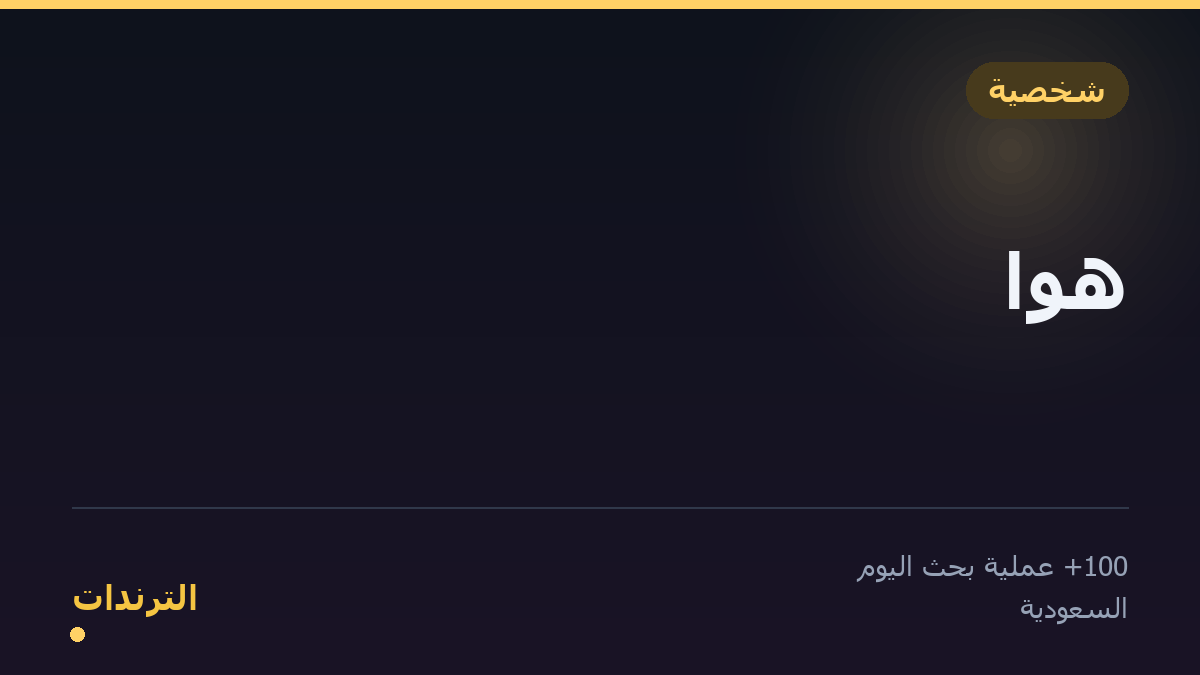 شخصية
هوا
+100 عملية بحث اليوم
السعودية
الترندات